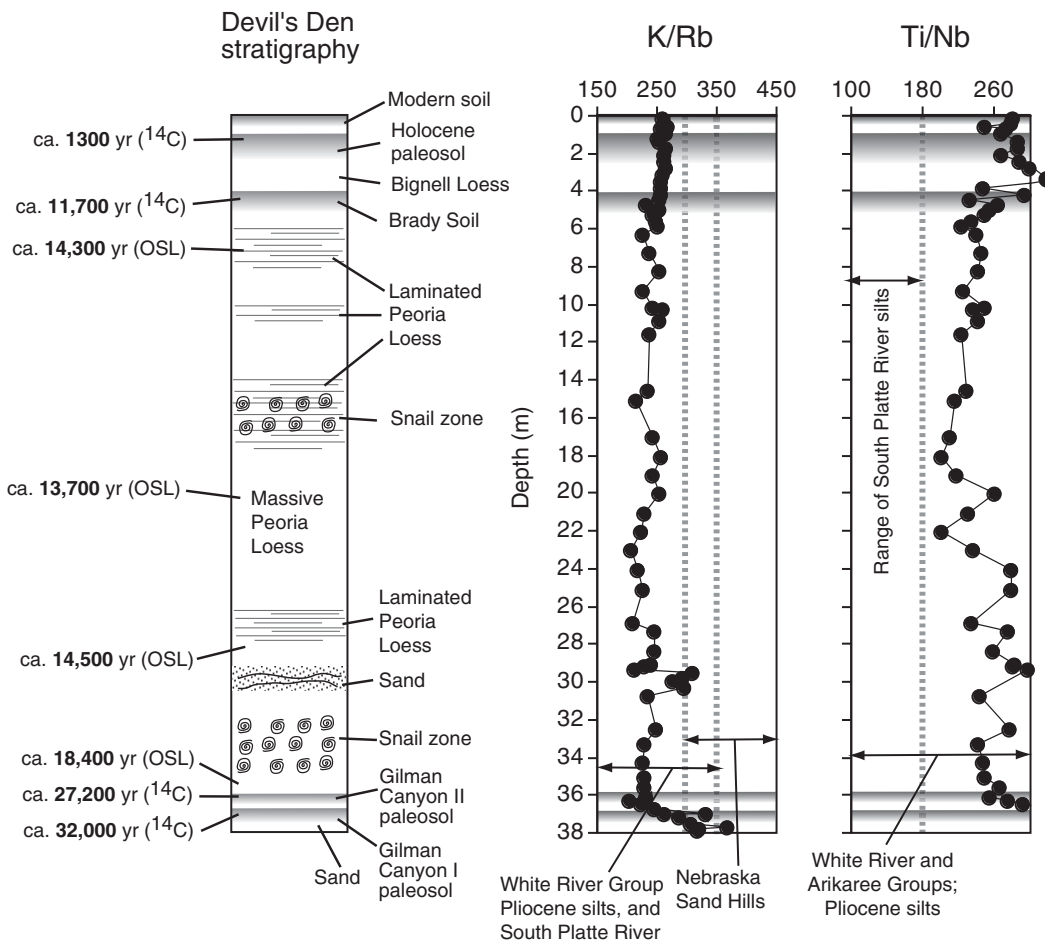 Devil's Den
stratigraphy
Modern soil
ca. 1300 yr (14C)
Holocene
paleosol
Bignell Loess
ca. 11,700 yr (14C)
Brady Soil
ca. 14,300 yr (OSL)
Laminated
Peoria
Loess
Snail zone
ca. 13,700 yr (OSL)
Massive
Peoria
Loess
Laminated
Peoria
Loess
ca. 14,500 yr (OSL)
Sand
Snail zone
ca. 18,400 yr (OSL)
Gilman
Canyon II
paleosol
ca. 27,200 yr (14C)
ca. 32,000 yr (14C)
Gilman
Canyon I
paleosol
Sand
K/Rb
150 250 350 450
Depth (m)
0
2
4
6
8
10
12
14
16
18
20
22
24
26
28
30
32
34
36
38
White River Group
Pliocene silts, and
South Platte River
Nebraska
Sand Hills
Ti/Nb
100 180 260
Range of South Platte River silts
White River and
Arikaree Groups;
Pliocene silts